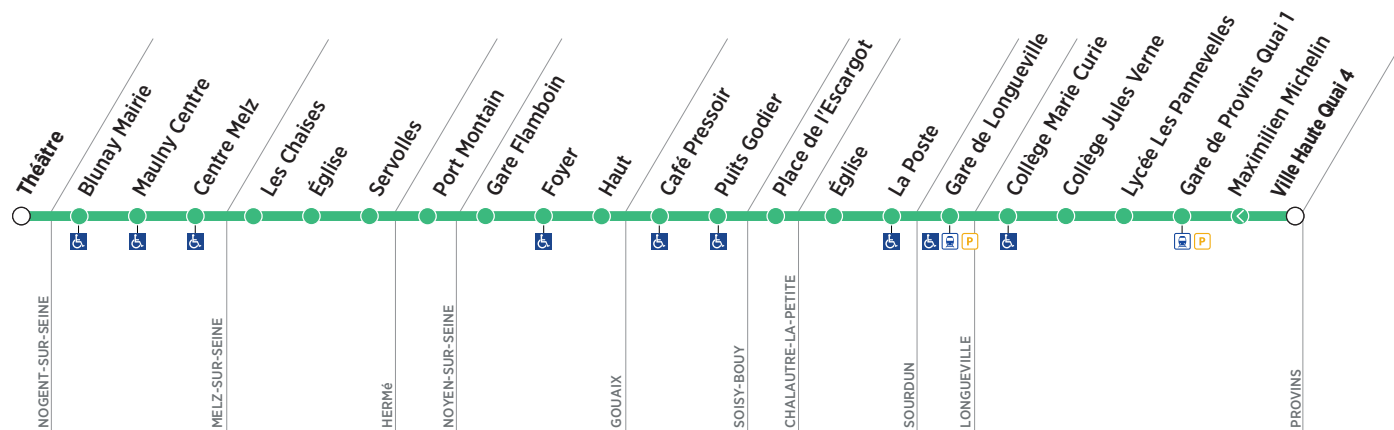 Théâtre
Blunay Mairie
Maulny Centre
Centre Melz
Les Chaises
Église
Servolles
Port Montain
Gare Flamboin
Foyer
Haut
Café Pressoir
Puits Godier
Place de l'Escargot
Église
La Poste
Gare de Longueville
Collège Marie Curie
Collège Jules Verne
Lycée Les Pannevelles
Gare de Provins Quai 1
Maximilien Michelin
Ville Haute Quai 4
P
P
NOGENT-SUR-SEINE
MELZ-SUR-SEINE
HERMé
NOYEN-SUR-SEINE
GOUAIX
SOISY-BOUY
CHALAUTRE-LA-PETITE
SOURDUN
LONGUEVILLE
PROVINS